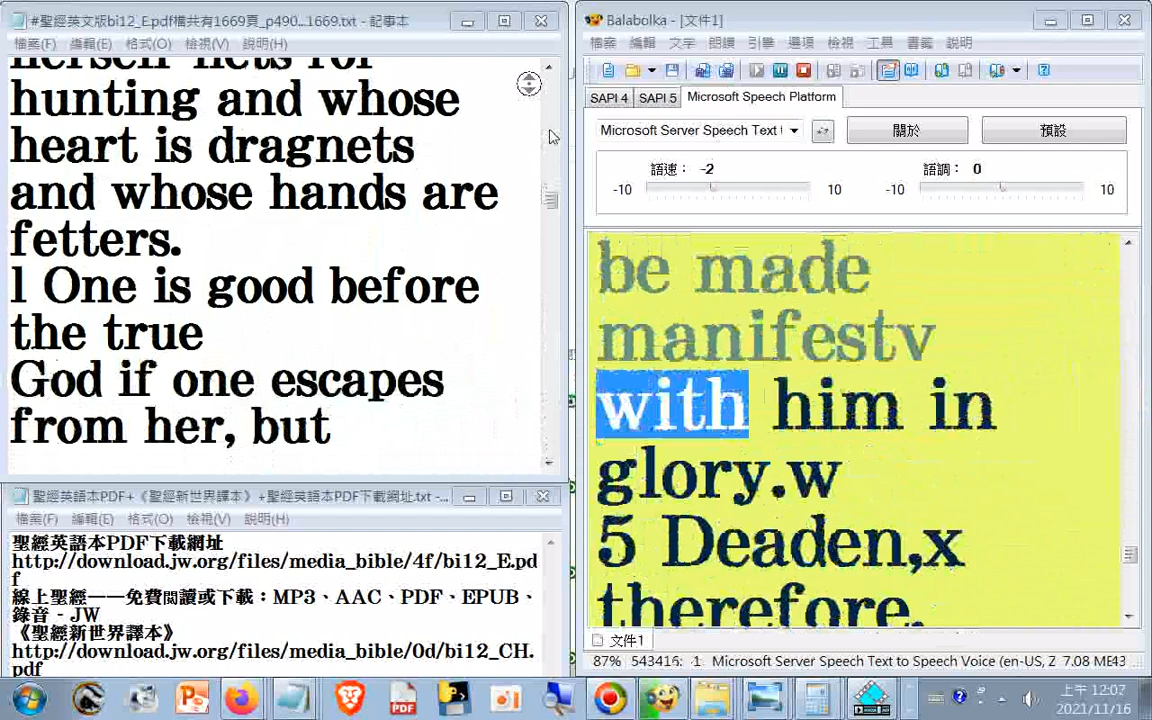 #聖經英文版bi12_E.pdf檔共有1669頁_p490...1669.txt - 記事本
檔案(F) 編輯(E) 格式(O) 檢視(V) 說明(H)
herself nets for
hunting and whose
heart is dragnets
and whose hands are
fetters.
l One is good before
the true
God if one escapes
from her, but
聖經英語本PDF+《聖經新世界譯本》+聖經英語本PDF下載網址.txt -...
檔案(F) 編輯(E) 格式(O) 檢視(V) 說明(H)
聖經英語本PDF下載網址
http://download.jw.org/files/media_bible/4f/bi12_E.pd
f
線上聖經——免費閱讀或下載：MP3、AAC、PDF、EPUB、
錄音 - JW
《聖經新世界譯本》
http://download.jw.org/files/media_bible/0d/bi12_CH.
pdf
Balabolka - [文件1]
檔案 編輯 文字 朗讀 引擎 選項 檢視 工具 書籤 說明
SAPI 4 SAPI 5 Microsoft Speech Platform
Microsoft Server Speech Text 關於 預設
語速： -2 語調： 0
-10 10 -10 10
be made
manifestv
with him in
glory.w
5 Deaden,x
therefore,
文件1
87% 543416: 1 Microsoft Server Speech Text to Speech Voice (en-US, Z 7.08 ME43
上午 12:07
2021/11/16